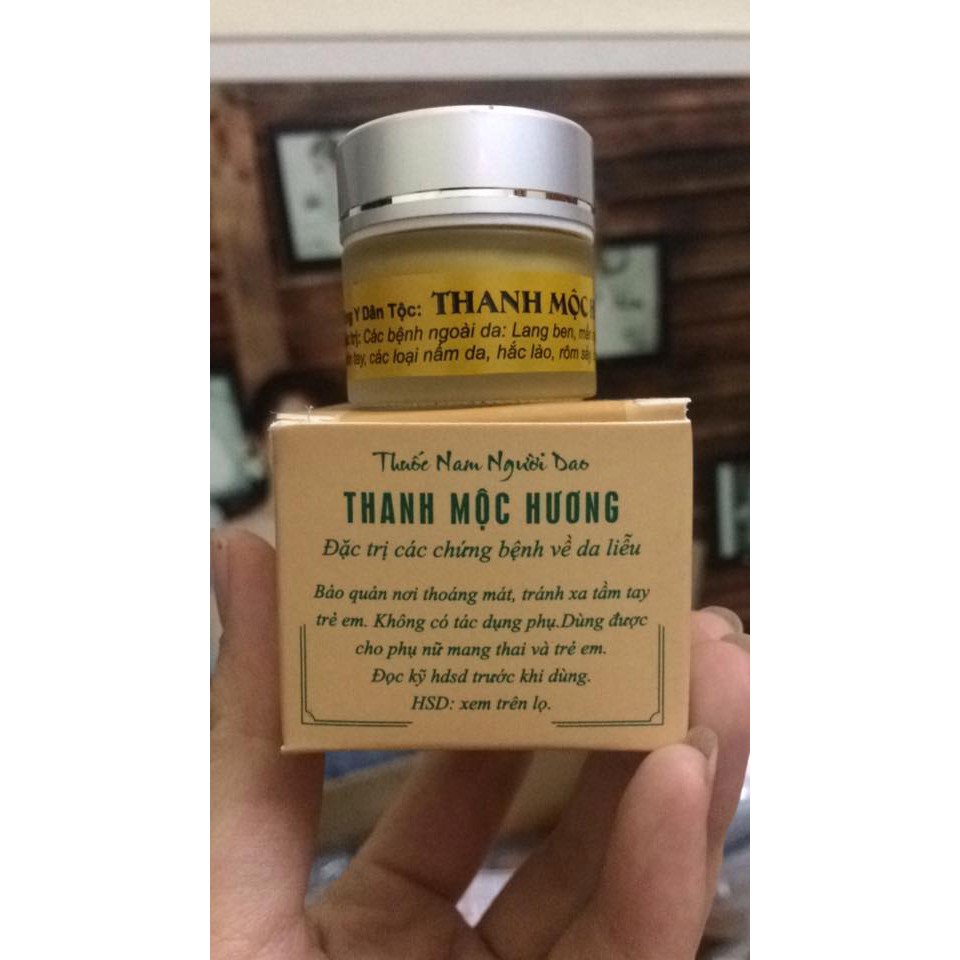 Y Dân Tộc: THANH MỘC
trị: Các bệnh ngoài da: Lang ben,
tay, các loại nấm da, hắc lào, rôm sảy
Thuốc Nam Người Dao
THANH MỘC HƯƠNG
Đặc trị các chứng bệnh về da liễu
Bảo quản nơi thoáng mát, tránh xa tầm tay
trẻ em. Không có tác dụng phụ.Dùng được
cho phụ nữ mang thai và trẻ em.
Đọc kỹ hdsd trước khi dùng.
HSD: xem trên lọ.